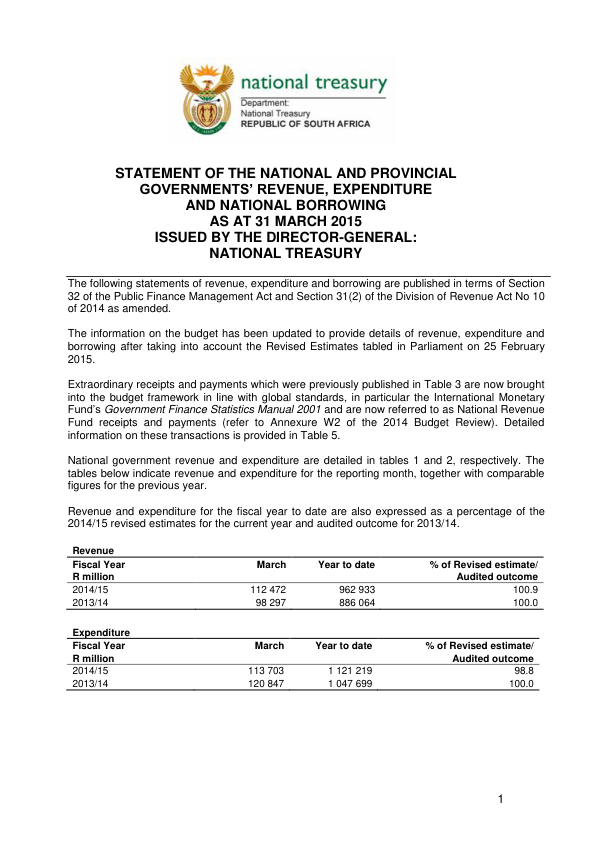 national treasury
Department:
National Treasury
REPUBLIC OF SOUTH AFRICA
STATEMENT OF THE NATIONAL AND PROVINCIAL
GOVERNMENTS' REVENUE, EXPENDITURE
AND NATIONAL BORROWING
AS AT 31 MARCH 2015
ISSUED BY THE DIRECTOR-GENERAL:
NATIONAL TREASURY
The following statements of revenue, expenditure and borrowing are published in terms of Section
32 of the Public Finance Management Act and Section 31(2) of the Division of Revenue Act No 10
of 2014 as amended.
The information on the budget has been updated to provide details of revenue, expenditure and
borrowing after taking into account the Revised Estimates tabled in Parliament on 25 February
2015.
Extraordinary receipts and payments which were previously published in Table 3 are now brought
into the budget framework in line with global standards, in particular the International Monetary
Fund's Government Finance Statistics Manual 2001 and are now referred to as National Revenue
Fund receipts and payments (refer to Annexure W2 of the 2014 Budget Review). Detailed
information on these transactions is provided in Table 5.
National government revenue and expenditure are detailed in tables 1 and 2, respectively. The
tables below indicate revenue and expenditure for the reporting month, together with comparable
figures for the previous year.
Revenue and expenditure for the fiscal year to date are also expressed as a percentage of the
2014/15 revised estimates for the current year and audited outcome for 2013/14.
Revenue
Fiscal Year March Year to date % of Revised estimate/
R million Audited outcome
2014/15 112 472 962 933 100.9
2013/14 98 297 886 064 100.0
Expenditure
Fiscal Year March Year to date % of Revised estimate/
R million Audited outcome
2014/15 113 703 1 121 219 98.8
2013/14 120 847 1 047 699 100.0
1